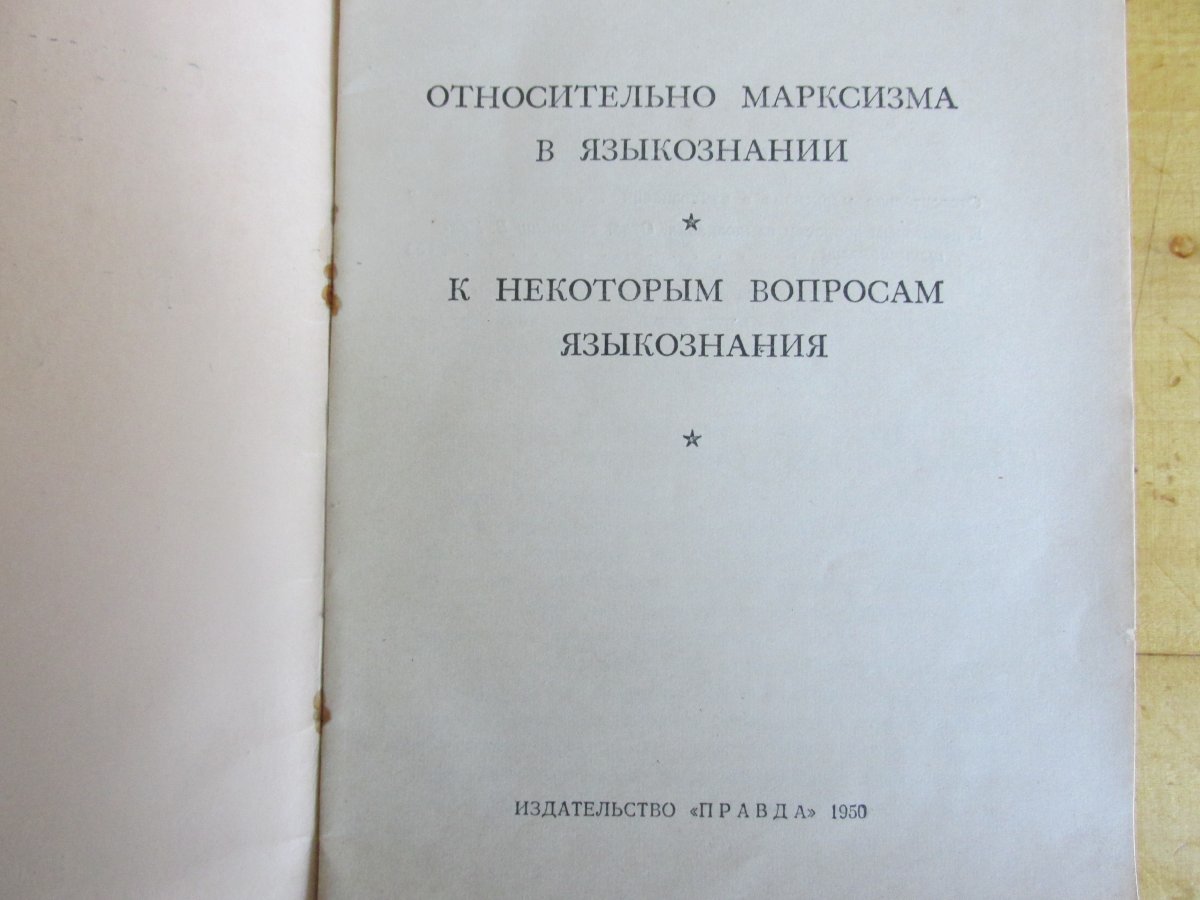 ОТНОСИТЕЛЬНО МАРКСИЗМА
В ЯЗЫКОЗНАНИИ
К НЕКОТОРЫМ ВОПРОСАМ
ЯЗЫКОЗНАНИЯ
ИЗДАТЕЛЬСТВО «ПРАВДА» 1950